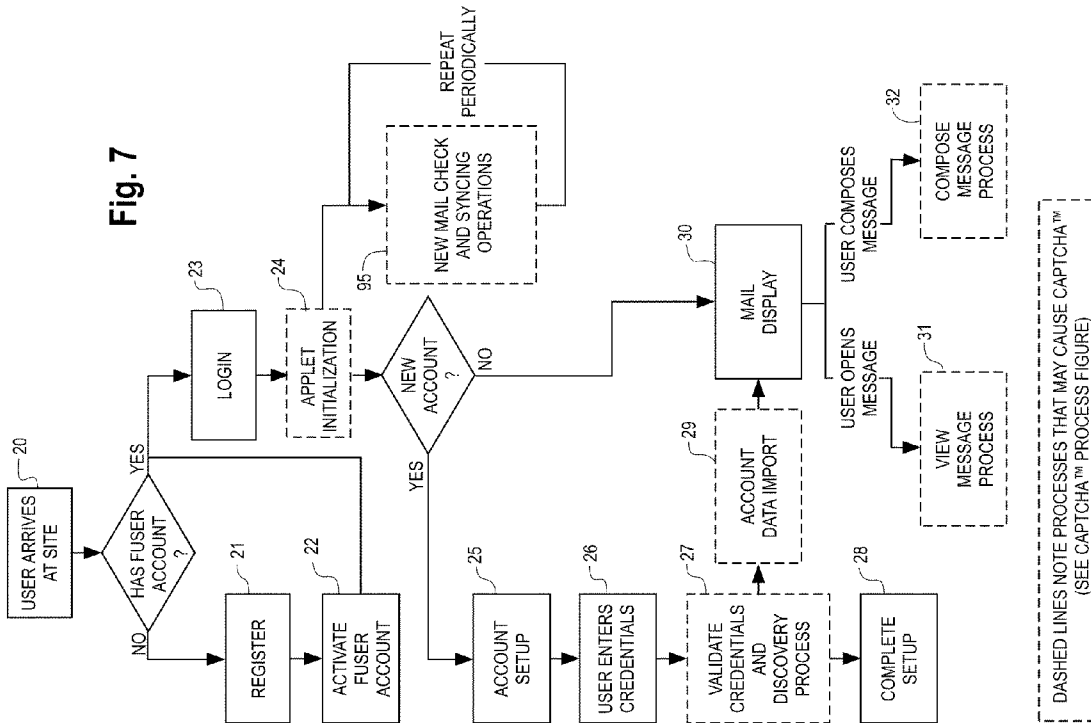 Fig. 7
20
USER ARRIVES
AT SITE
HAS FUSER
ACCOUNT
?
NO
YES
21
REGISTER
22
ACTIVATE
FUSER
ACCOUNT
23
LOGIN
24
APPLET
INITIALIZATION
95
NEW MAIL CHECK
AND SYNCING
OPERATIONS
REPEAT
PERIODICALLY
NEW
ACCOUNT
?
YES
NO
25
ACCOUNT
SETUP
26
USER ENTERS
CREDENTIALS
27
VALIDATE
CREDENTIALS
AND
DISCOVERY
PROCESS
28
COMPLETE
SETUP
29
ACCOUNT
DATA IMPORT
30
MAIL
DISPLAY
USER OPENS
MESSAGE
USER COMPOSES
MESSAGE
31
VIEW
MESSAGE
PROCESS
32
COMPOSE
MESSAGE
PROCESS
DASHED LINES NOTE PROCESSES THAT MAY CAUSE CAPTCHA™
(SEE CAPTCHA™ PROCESS FIGURE)